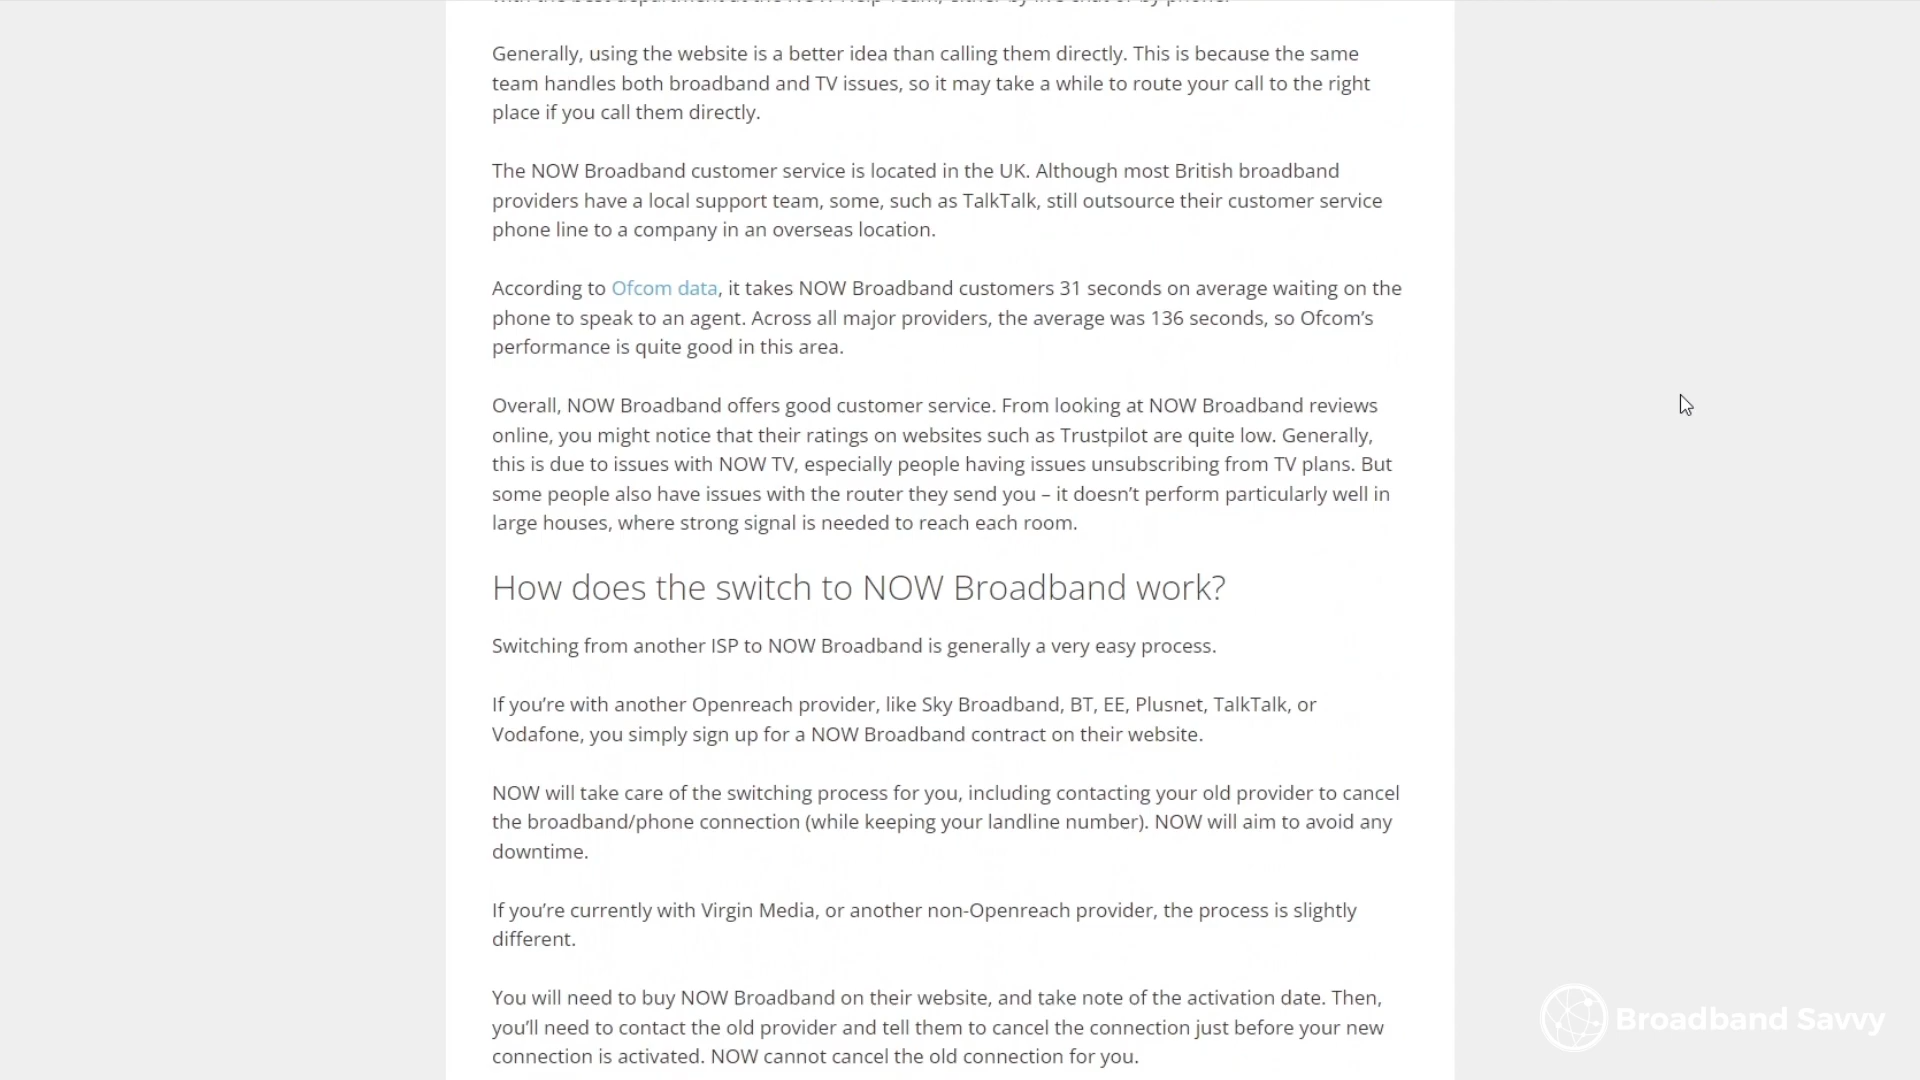 Generally, using the website is a better idea than calling them directly. This is because the same
team handles both broadband and TV issues, so it may take a while to route your call to the right
place if you call them directly.
The NOW Broadband customer service is located in the UK. Although most British broadband
providers have a local support team, some, such as TalkTalk, still outsource their customer service
phone line to a company in an overseas location.
According to Ofcom data, it takes NOW Broadband customers 31 seconds on average waiting on the
phone to speak to an agent. Across all major providers, the average was 136 seconds, so Ofcom’s
performance is quite good in this area.
Overall, NOW Broadband offers good customer service. From looking at NOW Broadband reviews
online, you might notice that their ratings on websites such as Trustpilot are quite low. Generally,
this is due to issues with NOW TV, especially people having issues unsubscribing from TV plans. But
some people also have issues with the router they send you – it doesn’t perform particularly well in
large houses, where strong signal is needed to reach each room.
How does the switch to NOW Broadband work?
Switching from another ISP to NOW Broadband is generally a very easy process.
If you’re with another Openreach provider, like Sky Broadband, BT, EE, Plusnet, TalkTalk, or
Vodafone, you simply sign up for a NOW Broadband contract on their website.
NOW will take care of the switching process for you, including contacting your old provider to cancel
the broadband/phone connection (while keeping your landline number). NOW will aim to avoid any
downtime.
If you’re currently with Virgin Media, or another non-Openreach provider, the process is slightly
different.
You will need to buy NOW Broadband on their website, and take note of the activation date. Then,
you’ll need to contact the old provider and tell them to cancel the connection just before your new
connection is activated. NOW cannot cancel the old connection for you.
Broadband Savvy